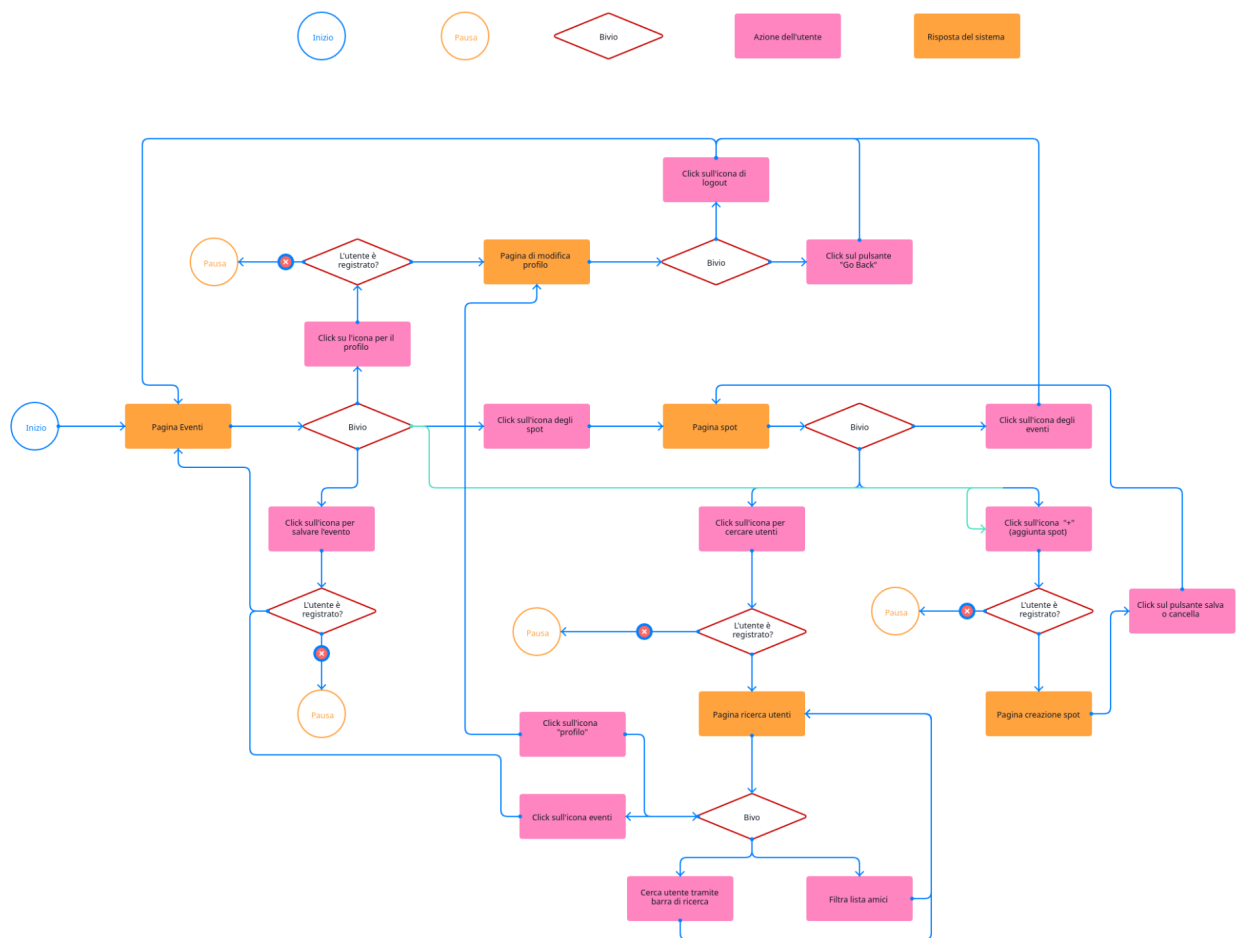 Inizio
Pausa
Bivio
Azione dell'utente
Risposta del sistema
Click sull'icona di
logout
Pausa
L'utente è
registrato?
Pagina di modifica
profilo
Bivio
Click sul pulsante
"Go Back"
Click su l'icona per il
profilo
Inizio
Pagina Eventi
Bivio
Click sull'icona degli
spot
Pagina spot
Bivio
Click sull'icona degli
eventi
Click sull'icona per
salvare l'evento
Click sull'icona per
cercare utenti
Click sull'icona "+"
(aggiunta spot)
L'utente è
registrato?
Pausa
L'utente è
registrato?
Pausa
L'utente è
registrato?
Click sul pulsante salva
o cancella
Pausa
Click sull'icona
"profilo"
Pagina ricerca utenti
Pagina creazione spot
Click sull'icona eventi
Bivo
Cerca utente tramite
barra di ricerca
Filtra lista amici